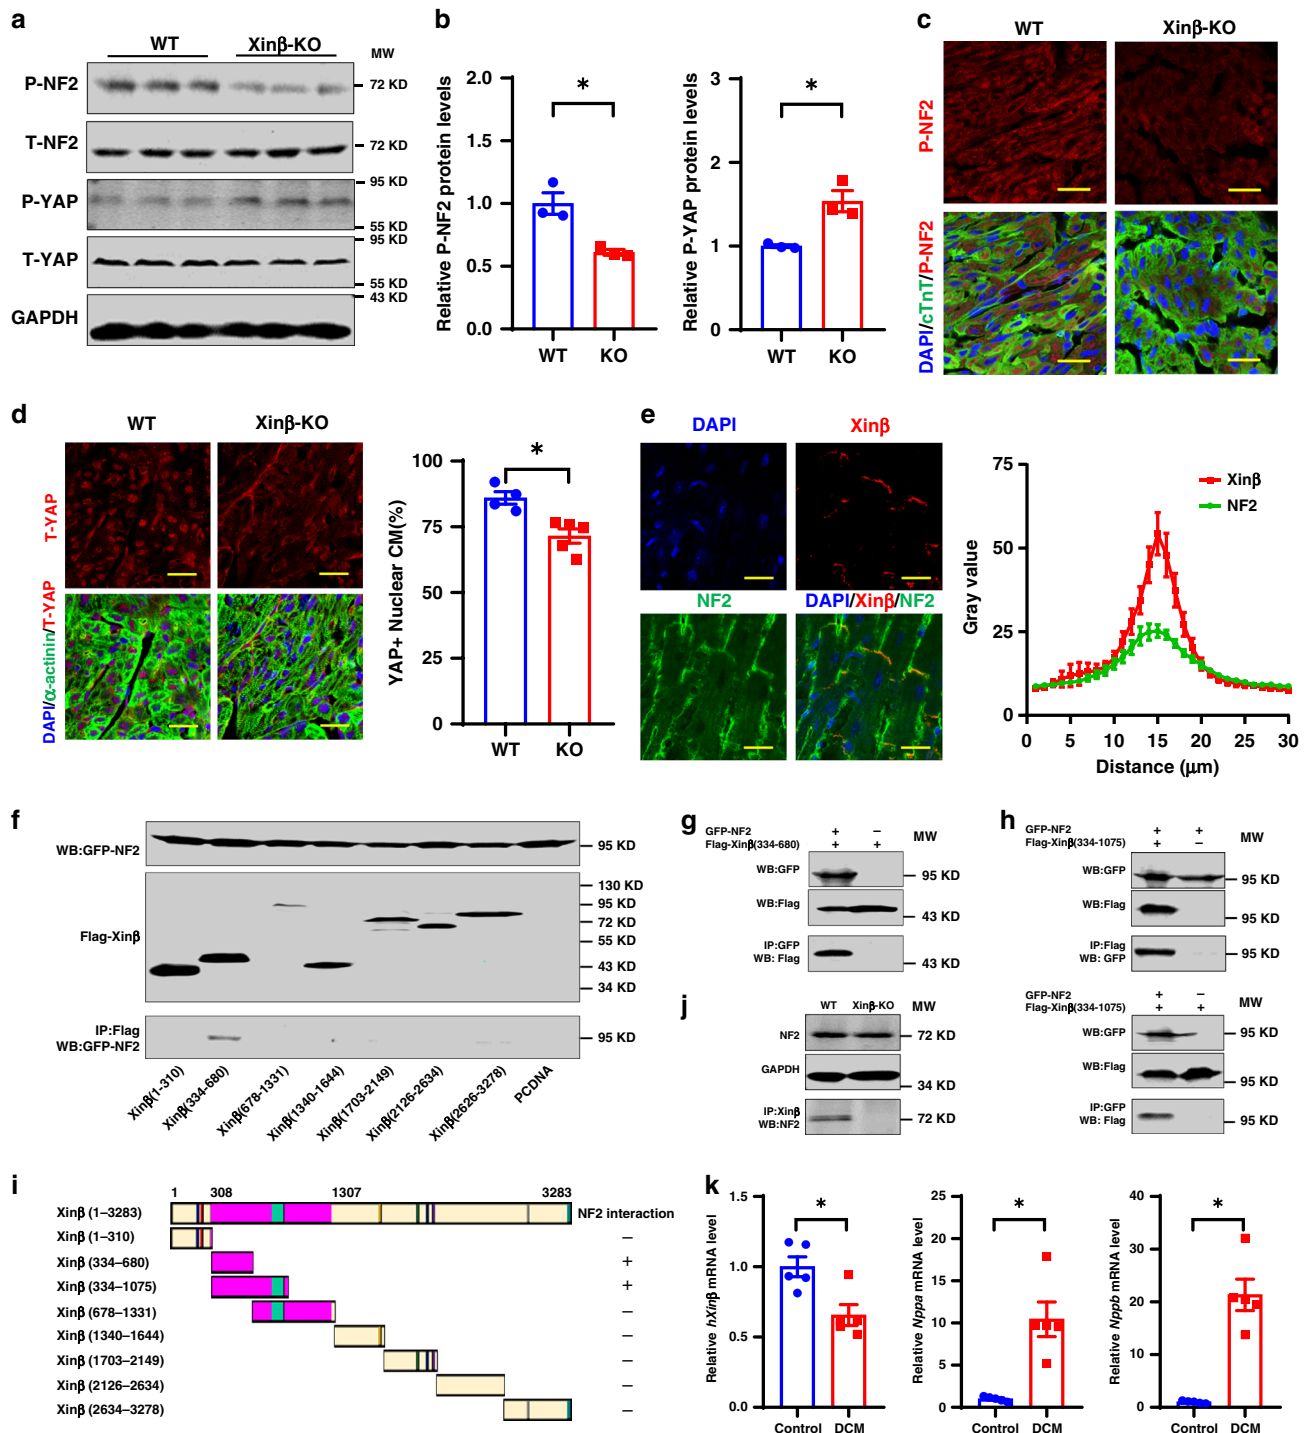 a
WT
Xinβ-KO
MW
P-NF2
72 KD
T-NF2
72 KD
P-YAP
95 KD
55 KD
T-YAP
95 KD
55 KD
GAPDH
43 KD
b
Relative P-NF2 protein levels
2.0
1.5
1.0
0.5
0.0
*
WT
KO
Relative P-YAP protein levels
3
2
1
0
*
WT
KO
c
WT
Xinβ-KO
P-NF2
DAPI/cTnT/P-NF2
d
WT
Xinβ-KO
T-YAP
DAPI/α-actinin/T-YAP
YAP+ Nuclear CM(%)
100
75
50
25
0
*
WT
KO
e
DAPI
Xinβ
NF2
DAPI/Xinβ/NF2
Gray value
75
50
25
0
Xinβ
NF2
0 5 10 15 20 25 30
Distance (μm)
f
WB:GFP-NF2
95 KD
Flag-Xinβ
130 KD
95 KD
72 KD
55 KD
43 KD
34 KD
IP:Flag
WB:GFP-NF2
95 KD
Xinβ(1-310)
Xinβ(334-680)
Xinβ(678-1331)
Xinβ(1340-1644)
Xinβ(1703-2149)
Xinβ(2126-2634)
Xinβ(2626-3278)
PCDNA
g
GFP-NF2 + −
Flag-Xinβ(334-680) + +
MW
WB:GFP
95 KD
WB:Flag
43 KD
IP:GFP
WB: Flag
43 KD
h
GFP-NF2 + +
Flag-Xinβ(334-1075) + −
MW
WB:GFP
95 KD
WB:Flag
95 KD
IP:Flag
WB: GFP
95 KD
GFP-NF2 + −
Flag-Xinβ(334-1075) + +
MW
WB:GFP
95 KD
WB:Flag
95 KD
IP:GFP
WB: Flag
95 KD
j
WT Xinβ-KO MW
NF2
72 KD
GAPDH
34 KD
IP:Xinβ
WB:NF2
72 KD
i
1 308 1307 3283
Xinβ (1–3283) NF2 interaction
Xinβ (1–310) −
Xinβ (334–680) +
Xinβ (334–1075) +
Xinβ (678–1331) −
Xinβ (1340–1644) −
Xinβ (1703–2149) −
Xinβ (2126–2634) −
Xinβ (2634–3278) −
k
Relative hXinβ mRNA level
1.5
1.0
0.5
0.0
*
Control
DCM
Relative Nppa mRNA level
25
20
15
10
5
0
*
Control
DCM
Relative Nppb mRNA level
40
30
20
10
0
*
Control
DCM